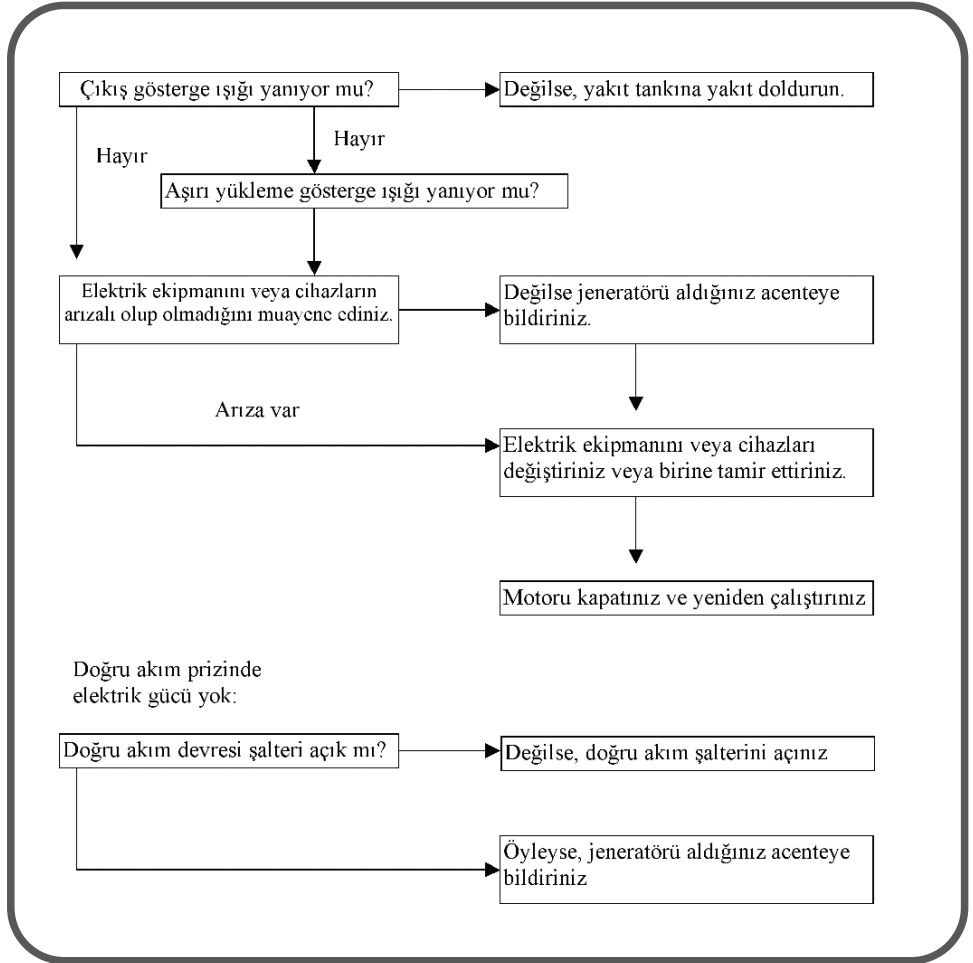 Çıkış gösterge ışığı yanıyor mu?
Değilse, yakıt tankına yakıt doldurun.
Hayır
Hayır
Aşırı yükleme gösterge ışığı yanıyor mu?
Elektrik ekipmanını veya cihazların
arızalı olup olmadığını muayene ediniz.
Değilse jeneratörü aldığınız acenteye
bildiriniz.
Arıza var
Elektrik ekipmanını veya cihazları
değiştiriniz veya birine tamir ettiriniz.
Motoru kapatınız ve yeniden çalıştırınız
Doğru akım prizinde
elektrik gücü yok:
Doğru akım devresi şalteri açık mı?
Değilse, doğru akım şalterini açınız
Öyleyse, jeneratörü aldığınız acenteye
bildiriniz